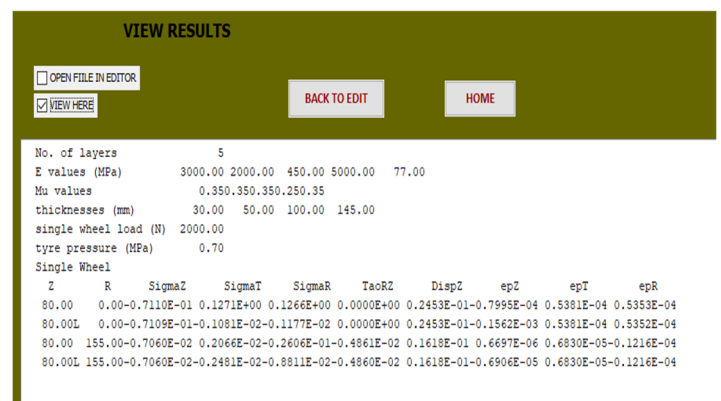 VIEW RESULTS
OPEN FIILE IN EDITOR
VIEW HERE
BACK TO EDIT
HOME
No. of layers 5
E values (MPa) 3000.00 2000.00 450.00 5000.00 77.00
Mu values 0.350.350.350.250.35
thicknesses (mm) 30.00 50.00 100.00 145.00
single wheel load (N) 2000.00
tyre pressure (MPa) 0.70
Single Wheel
Z R SigmaZ SigmaT SigmaR TaoRZ DispZ epZ epT epR
80.00 0.00-0.7110E-01 0.1271E+00 0.1266E+00 0.0000E+00 0.2453E-01-0.7995E-04 0.5381E-04 0.5353E-04
80.00L 0.00-0.7109E-01-0.1081E-02-0.1177E-02 0.0000E+00 0.2453E-01-0.1562E-03 0.5381E-04 0.5352E-04
80.00 155.00-0.7060E-02 0.2066E-02-0.2606E-01-0.4861E-02 0.1618E-01 0.6697E-06 0.6830E-05-0.1216E-04
80.00L 155.00-0.7060E-02-0.2481E-02-0.8811E-02-0.4860E-02 0.1618E-01-0.6906E-05 0.6830E-05-0.1216E-04